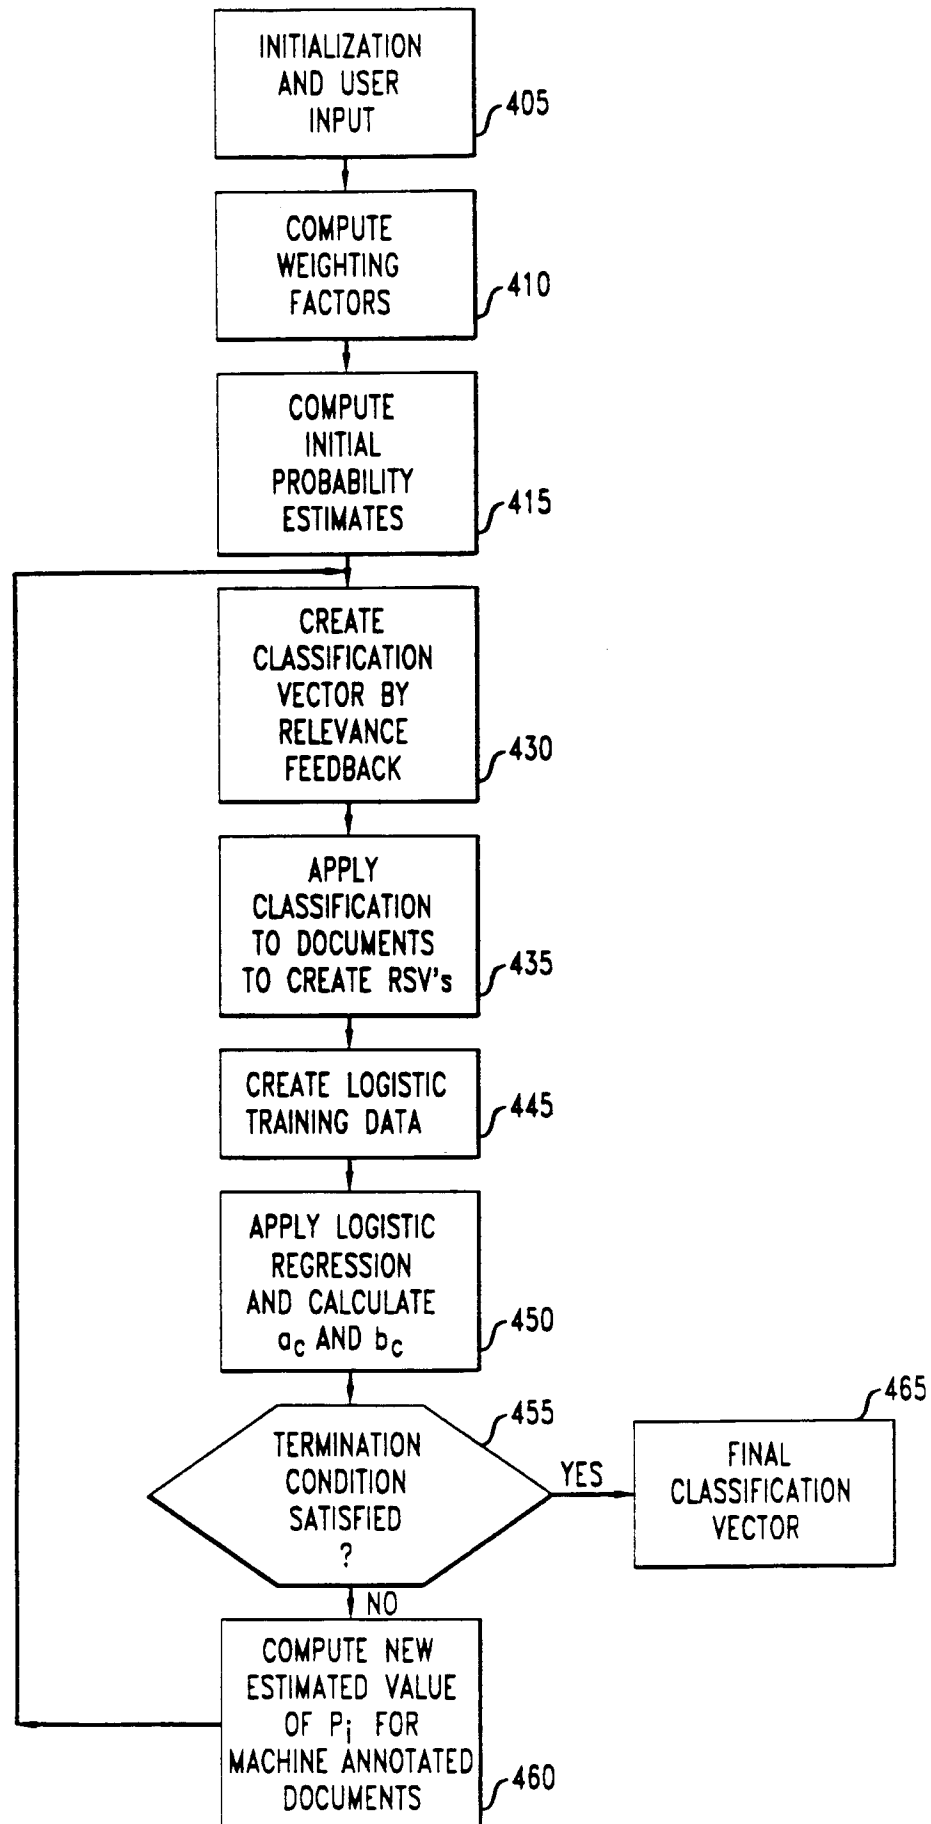 INITIALIZATION
AND USER
INPUT
405
COMPUTE
WEIGHTING
FACTORS
410
COMPUTE
INITIAL
PROBABILITY
ESTIMATES
415
CREATE
CLASSIFICATION
VECTOR BY
RELEVANCE
FEEDBACK
430
APPLY
CLASSIFICATION
TO DOCUMENTS
TO CREATE RSV's
435
CREATE LOGISTIC
TRAINING DATA
445
APPLY LOGISTIC
REGRESSION
AND CALCULATE
aC AND bC
450
TERMINATION
CONDITION
SATISFIED
?
455
YES
FINAL
CLASSIFICATION
VECTOR
465
NO
COMPUTE NEW
ESTIMATED VALUE
OF Pi FOR
MACHINE ANNOTATED
DOCUMENTS
460